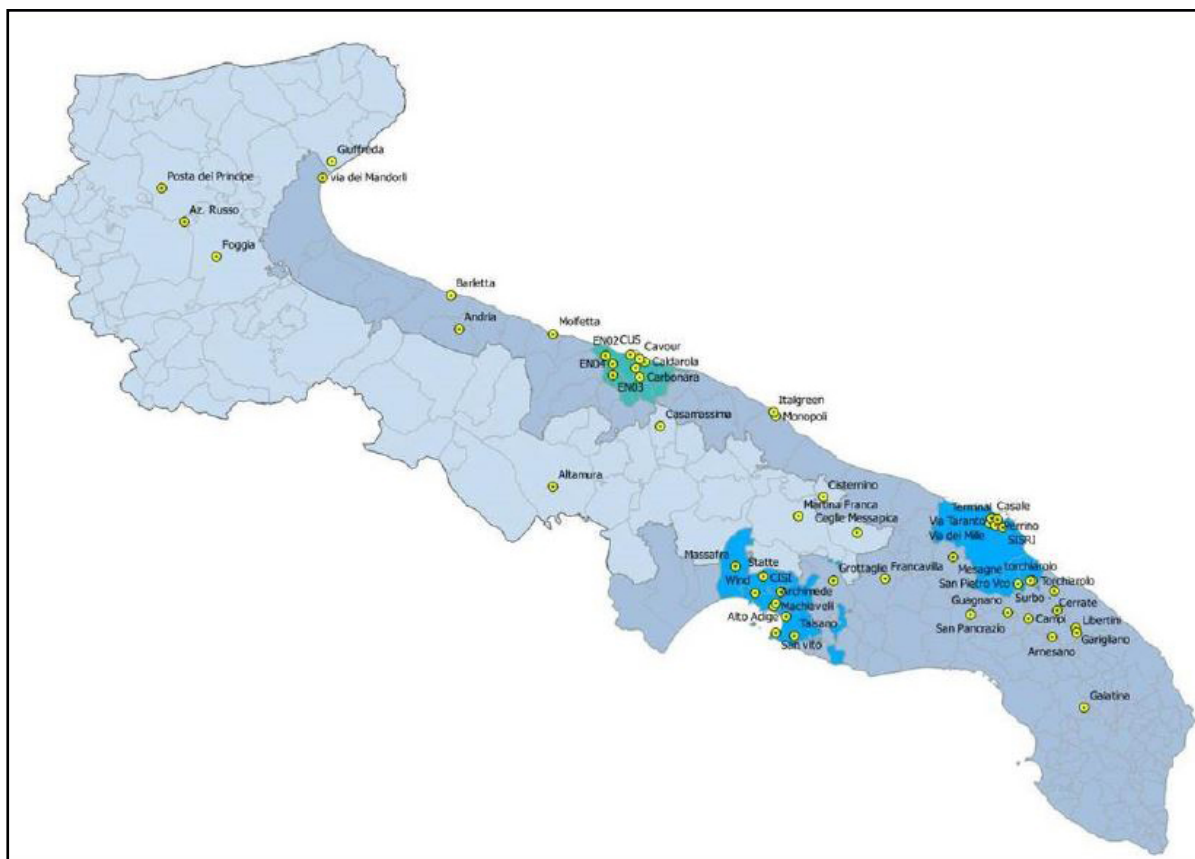 Giuffreda
via dei Mandorli
Posta del Principe
Az. Russo
Foggia
Barletta
Andria
Molfetta
EN02
CUS
Cavour
EN04
Caldarola
EN03
Carbonara
Italgreen
Monopoli
Casamassima
Altamura
Cisternino
Martina Franca
Ceglie Messapica
Terminal
Casale
Via Taranto
Perrino
Via dei Mille
SISRI
Massafra
Statte
Mesagne
torchiarolo
Wind
CISI
Grottaglie
Francavilla
San Pietro Vco
Torchiarolo
Archimede
Surbo
Machiavelli
Guagnano
Cerrate
Alto Adige
Talsano
San Pancrazio
Campi
Libertini
San vito
Arnesano
Garigliano
Galatina